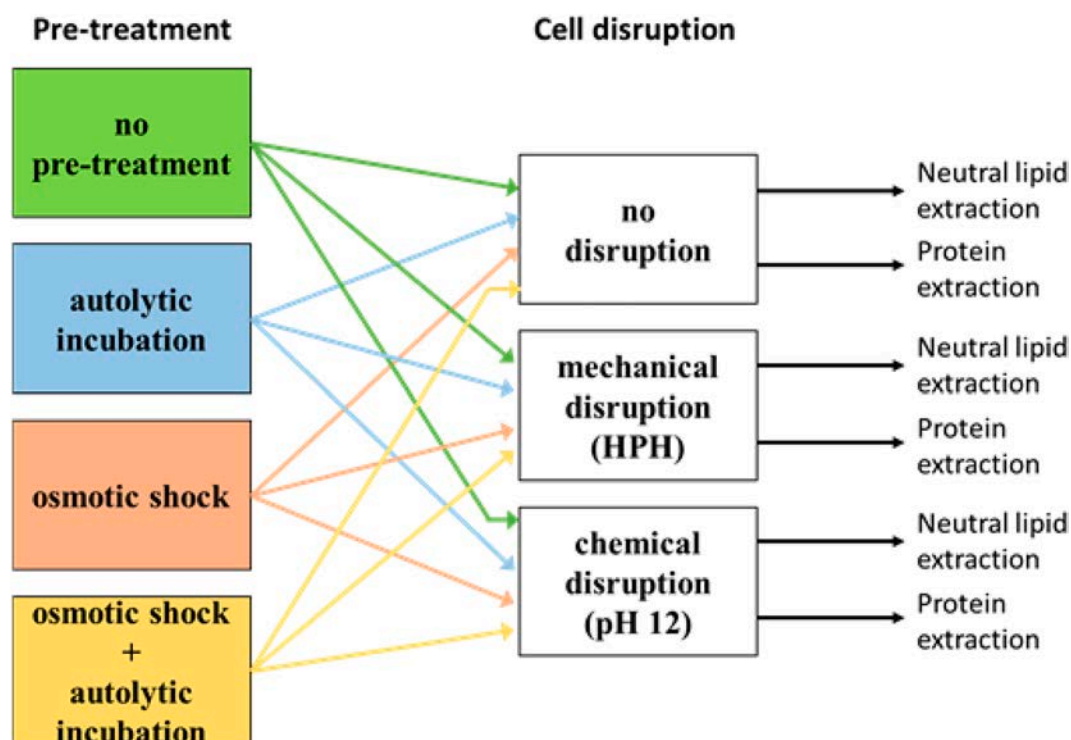 Pre-treatment
Cell disruption
no
pre-treatment
autolytic
incubation
osmotic shock
osmotic shock
+
autolytic
incubation
no
disruption
mechanical
disruption
(HPH)
chemical
disruption
(pH 12)
Neutral lipid
extraction
Protein
extraction
Neutral lipid
extraction
Protein
extraction
Neutral lipid
extraction
Protein
extraction